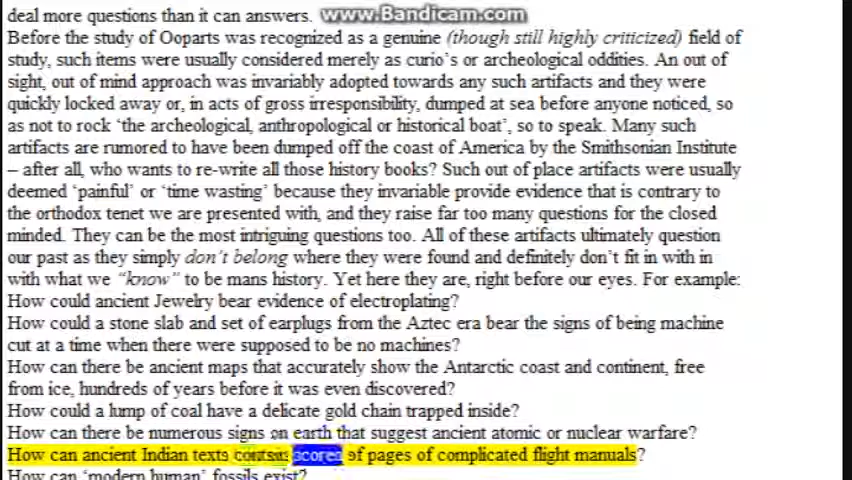 deal more questions than it can answers. www.Bandicam.com
Before the study of Ooparts was recognized as a genuine (though still highly criticized) field of
study, such items were usually considered merely as curio's or archeological oddities. An out of
sight, out of mind approach was invariably adopted towards any such artifacts and they were
quickly locked away or, in acts of gross irresponsibility, dumped at sea before anyone noticed, so
as not to rock 'the archeological, anthropological or historical boat', so to speak. Many such
artifacts are rumored to have been dumped off the coast of America by the Smithsonian Institute
– after all, who wants to re-write all those history books? Such out of place artifacts were usually
deemed 'painful' or 'time wasting' because they invariable provide evidence that is contrary to
the orthodox tenet we are presented with, and they raise far too many questions for the closed
minded. They can be the most intriguing questions too. All of these artifacts ultimately question
our past as they simply don't belong where they were found and definitely don't fit in with in
with what we "know" to be mans history. Yet here they are, right before our eyes. For example:
How could ancient Jewelry bear evidence of electroplating?
How could a stone slab and set of earplugs from the Aztec era bear the signs of being machine
cut at a time when there were supposed to be no machines?
How can there be ancient maps that accurately show the Antarctic coast and continent, free
from ice, hundreds of years before it was even discovered?
How could a lump of coal have a delicate gold chain trapped inside?
How can there be numerous signs on earth that suggest ancient atomic or nuclear warfare?
How can ancient Indian texts contain scores of pages of complicated flight manuals?
How can 'modern human' fossils exist?